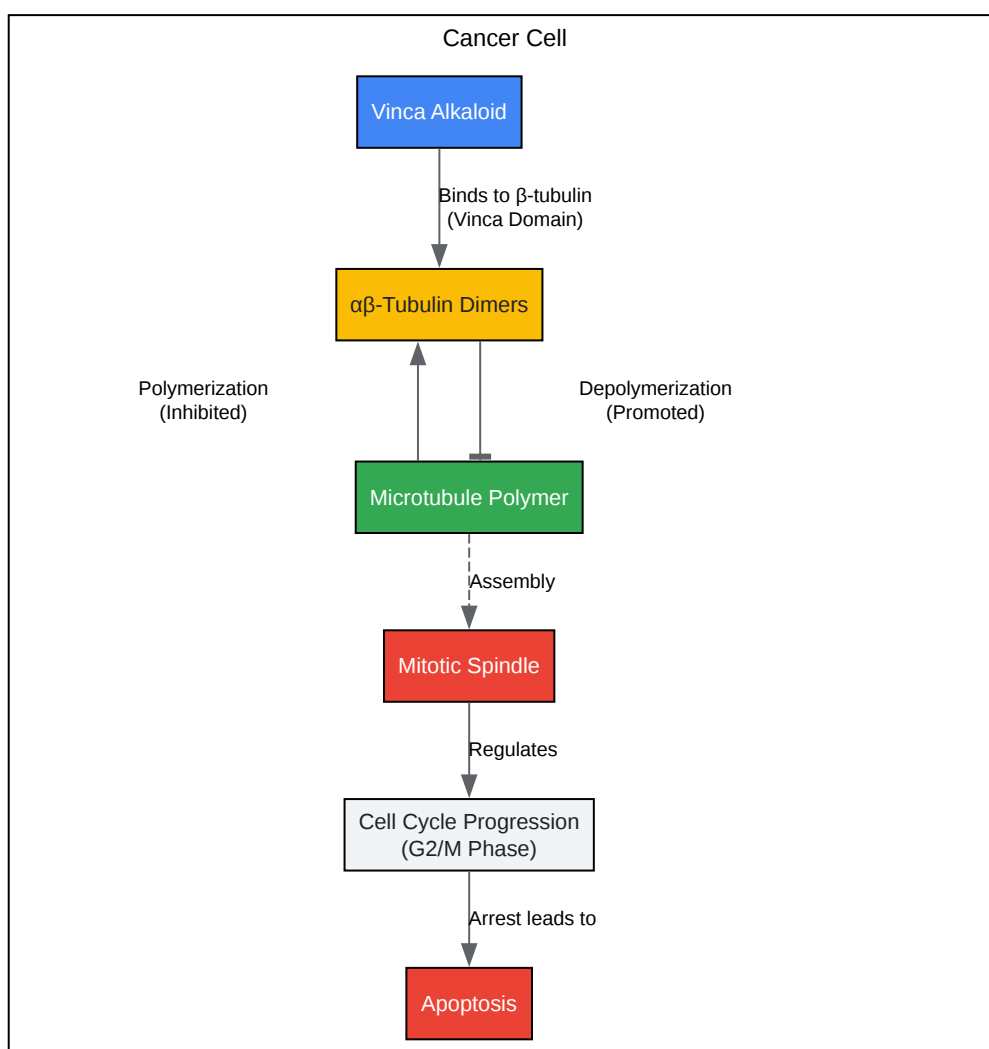 Cancer Cell
Vinca Alkaloid
Binds to β-tubulin
(Vinca Domain)
αβ-Tubulin Dimers
Polymerization
(Inhibited)
Depolymerization
(Promoted)
Microtubule Polymer
Assembly
Mitotic Spindle
Regulates
Cell Cycle Progression
(G2/M Phase)
Arrest leads to
Apoptosis